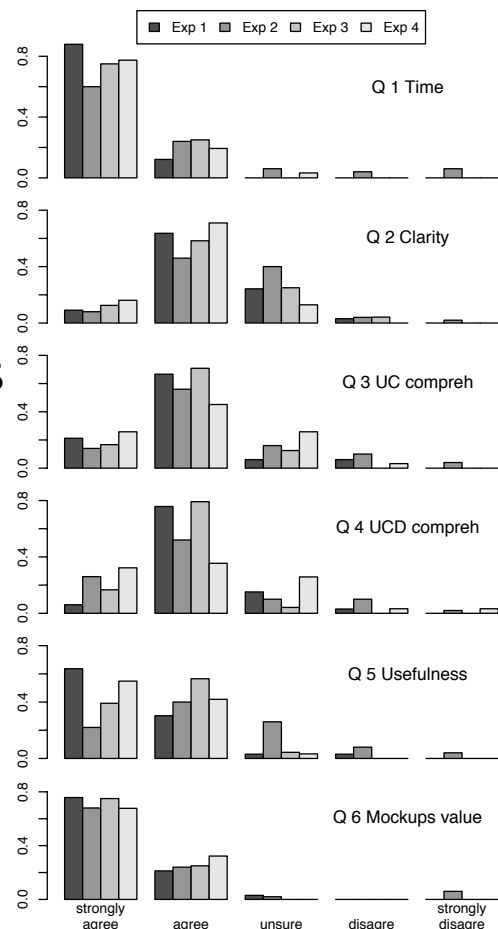 Exp 1 Exp 2 Exp 3 Exp 4
Q 1 Time
0.0 0.4 0.8
Q 2 Clarity
0.0 0.4 0.8
Q 3 UC compreh
0.0 0.4 0.8
Q 4 UCD compreh
0.0 0.4 0.8
Q 5 Usefulness
0.0 0.4 0.8
Q 6 Mockups value
0.0 0.4 0.8
strongly
agree
agree
unsure
disagre
strongly
disagree